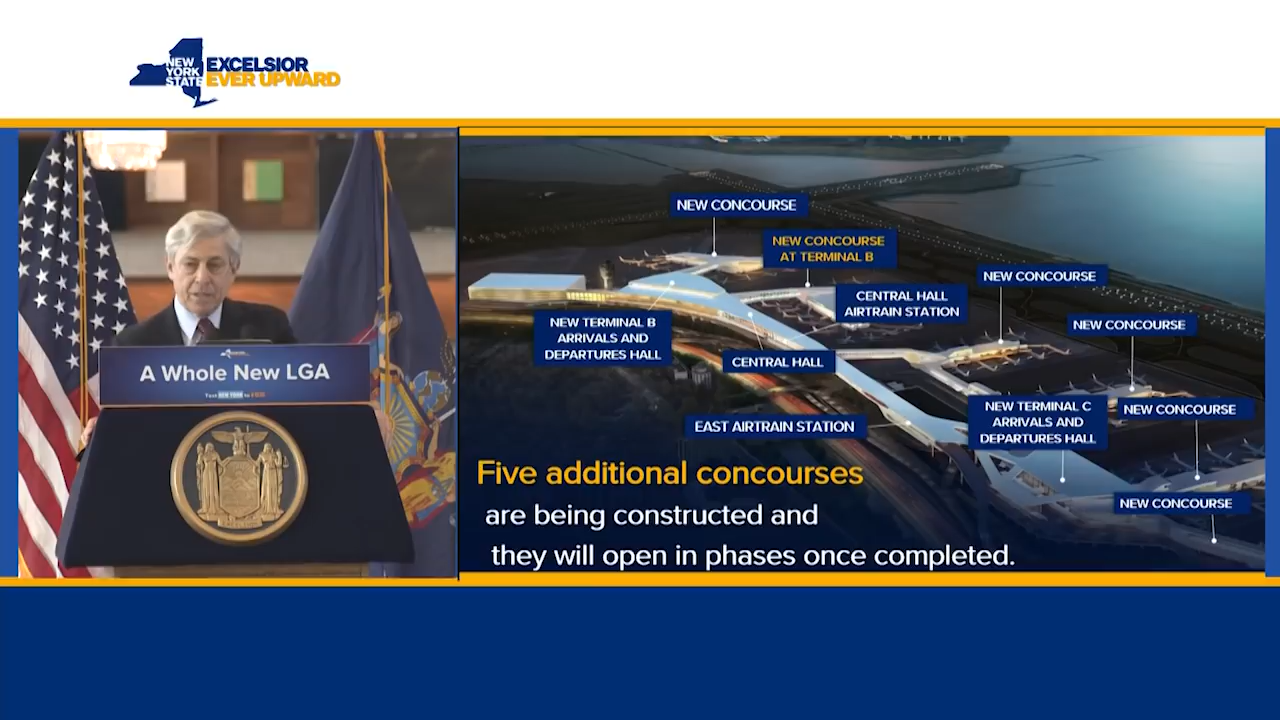 NEW
YORK
STATE
EXCELSIOR
EVER UPWARD
A Whole New LGA
NEW CONCOURSE
NEW CONCOURSE
AT TERMINAL B
NEW CONCOURSE
CENTRAL HALL
AIRTRAIN STATION
NEW CONCOURSE
NEW TERMINAL B
ARRIVALS AND
DEPARTURES HALL
CENTRAL HALL
NEW TERMINAL C
ARRIVALS AND
DEPARTURES HALL
NEW CONCOURSE
EAST AIRTRAIN STATION
NEW CONCOURSE
Five additional concourses
are being constructed and
they will open in phases once completed.